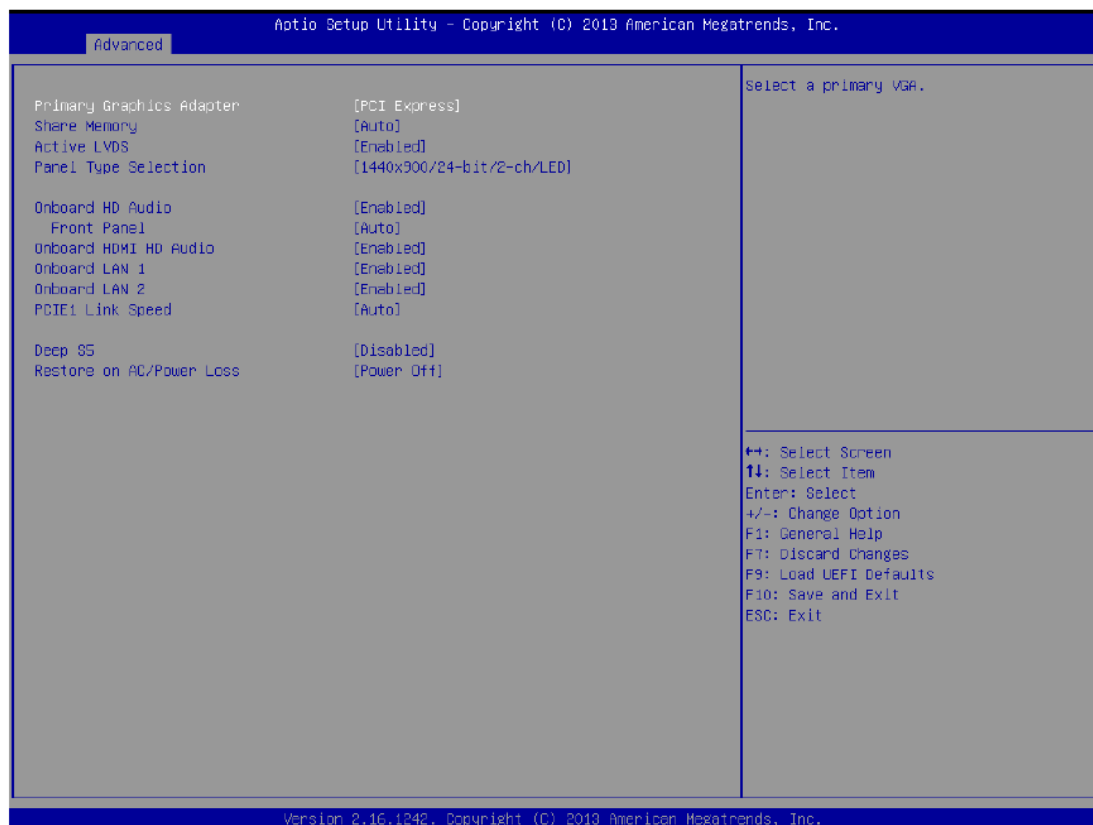 Aptio Setup Utility - Copyright (C) 2013 American Megatrends, Inc.
Advanced
Primary Graphics Adapter [PCI Express]
Share Memory [Auto]
Active LVDS [Enabled]
Panel Type Selection [1440x900/24-bit/2-ch/LED]
Onboard HD Audio [Enabled]
Front Panel [Auto]
Onboard HDMI HD Audio [Enabled]
Onboard LAN 1 [Enabled]
Onboard LAN 2 [Enabled]
PCIE1 Link Speed [Auto]
Deep S5 [Disabled]
Restore on AC/Power Loss [Power Off]
Select a primary VGA.
↔: Select Screen
↑↓: Select Item
Enter: Select
+/-: Change Option
F1: General Help
F7: Discard Changes
F9: Load UEFI Defaults
F10: Save and Exit
ESC: Exit
Version 2.16.1242. Copyright (C) 2013 American Megatrends, Inc.